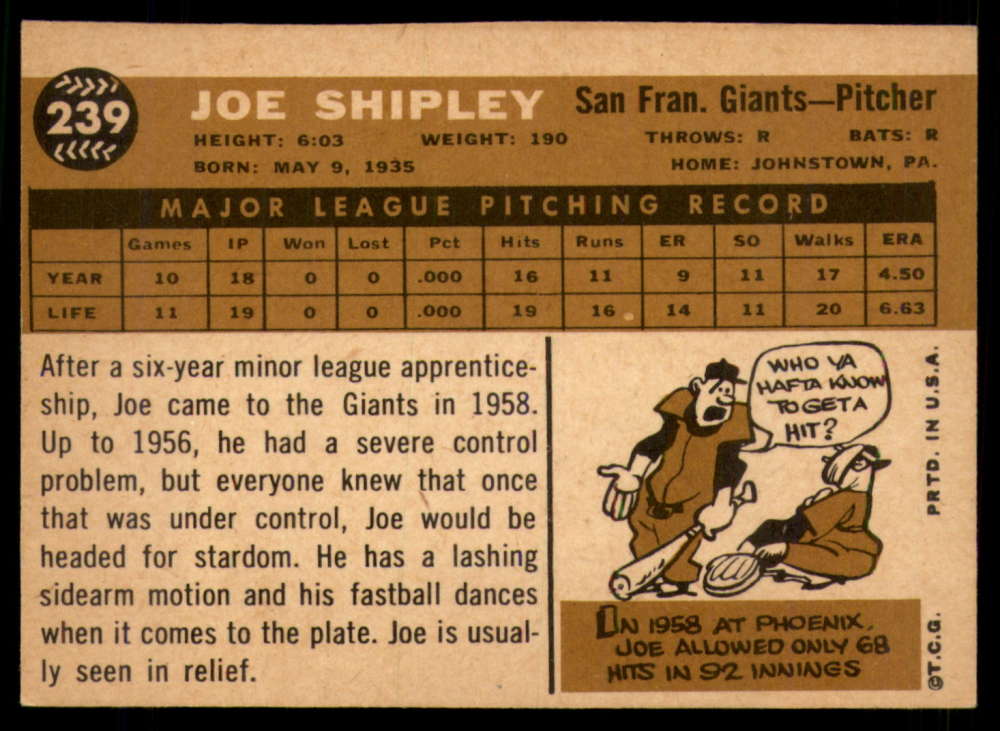 239
JOE SHIPLEY San Fran. Giants—Pitcher
HEIGHT: 6:03 WEIGHT: 190 THROWS: R BATS: R
BORN: MAY 9, 1935 HOME: JOHNSTOWN, PA.
MAJOR LEAGUE PITCHING RECORD
Games IP Won Lost Pct Hits Runs ER SO Walks ERA
YEAR 10 18 0 0 .000 16 11 9 11 17 4.50
LIFE 11 19 0 0 .000 19 16 14 11 20 6.63
After a six-year minor league apprentice-
ship, Joe came to the Giants in 1958.
Up to 1956, he had a severe control
problem, but everyone knew that once
that was under control, Joe would be
headed for stardom. He has a lashing
sidearm motion and his fastball dances
when it comes to the plate. Joe is usual-
ly seen in relief.
WHO YA
HAFTA KNOW
TO GET A
HIT?
IN 1958 AT PHOENIX,
JOE ALLOWED ONLY 68
HITS IN 92 INNINGS
PRTD. IN U.S.A.
©T.C.G.